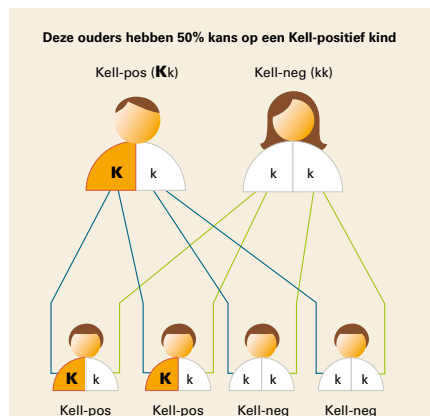 Deze ouders hebben 50% kans op een Kell-positief kind
Kell-pos (Kk) Kell-neg (kk)
K k k k
K k K k k k k k
Kell-pos Kell-pos Kell-neg Kell-neg